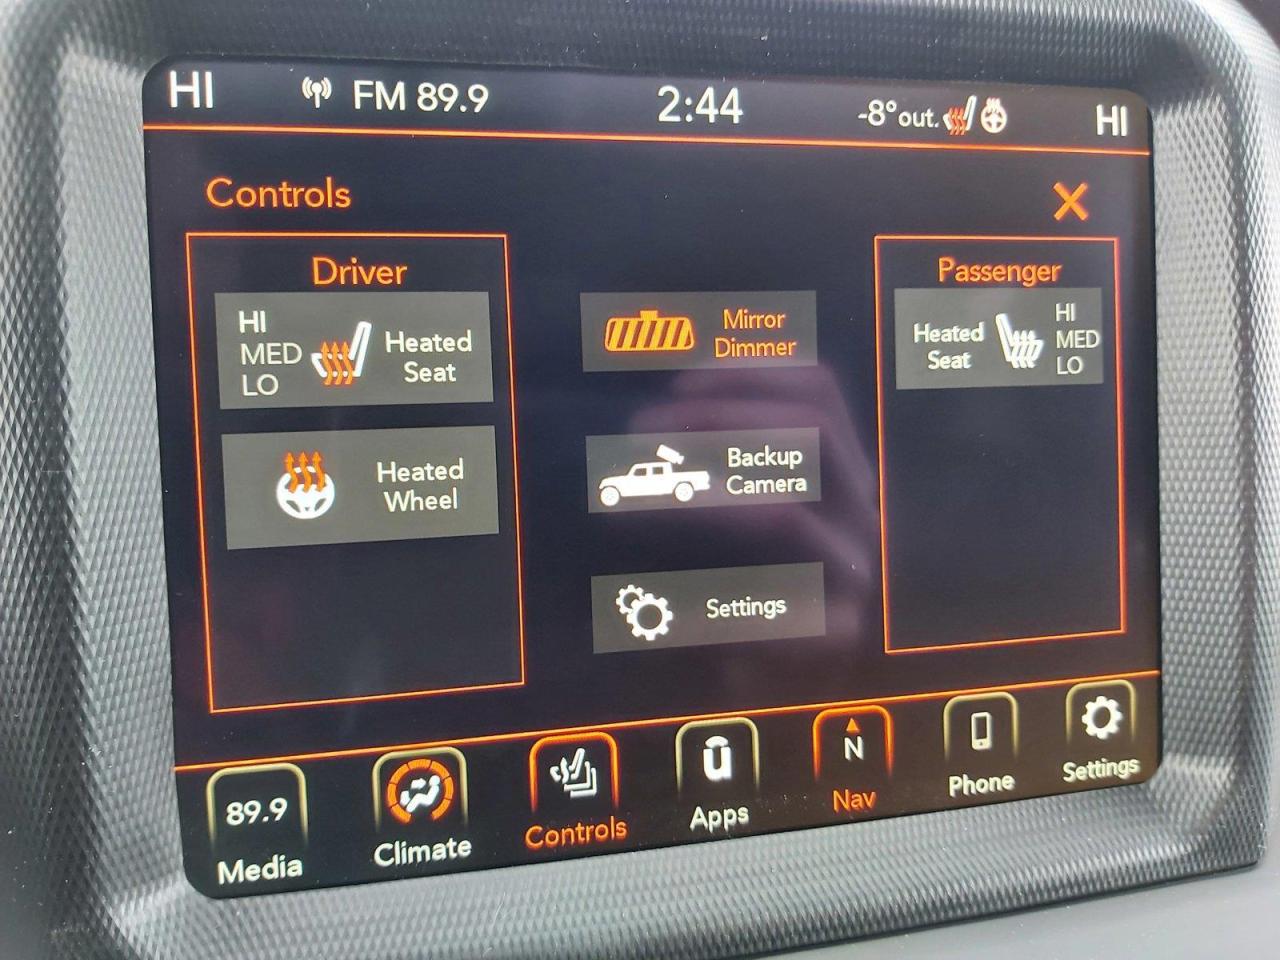 HI FM 89.9 2:44 -8° out. HI
Controls X
Driver
HI
MED
LO
Heated
Seat
Heated
Wheel
Mirror
Dimmer
Backup
Camera
Settings
Passenger
Heated
Seat
HI
MED
LO
89.9
Media
Climate
Controls
û
Apps
N
Nav
Phone
Settings